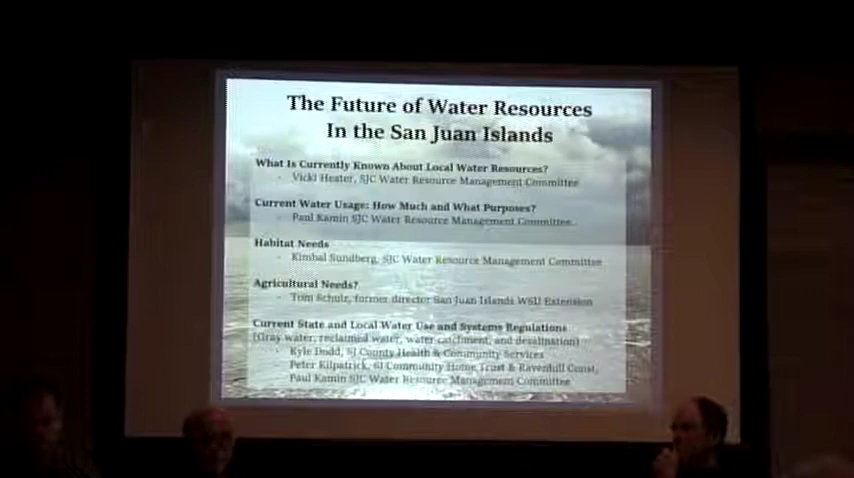 The Future of Water Resources
In the San Juan Islands
What Is Currently Known About Local Water Resources?
- Vicki Heater, SJC Water Resource Management Committee
Current Water Usage: How Much and What Purposes?
- Paul Kamin SJC Water Resource Management Committee
Habitat Needs
- Kimbal Sundberg, SJC Water Resource Management Committee
Agricultural Needs?
- Tom Schulz, former director San Juan Islands WSU Extension
Current State and Local Water Use and Systems Regulations
(Gray water, reclaimed water, water catchment, and desalination)
- Kyle Dodd, SJ County Health & Community Services
Peter Kilpatrick, SJ Community Home Trust & Ravenhill Const,
Paul Kamin SJC Water Resource Management Committee